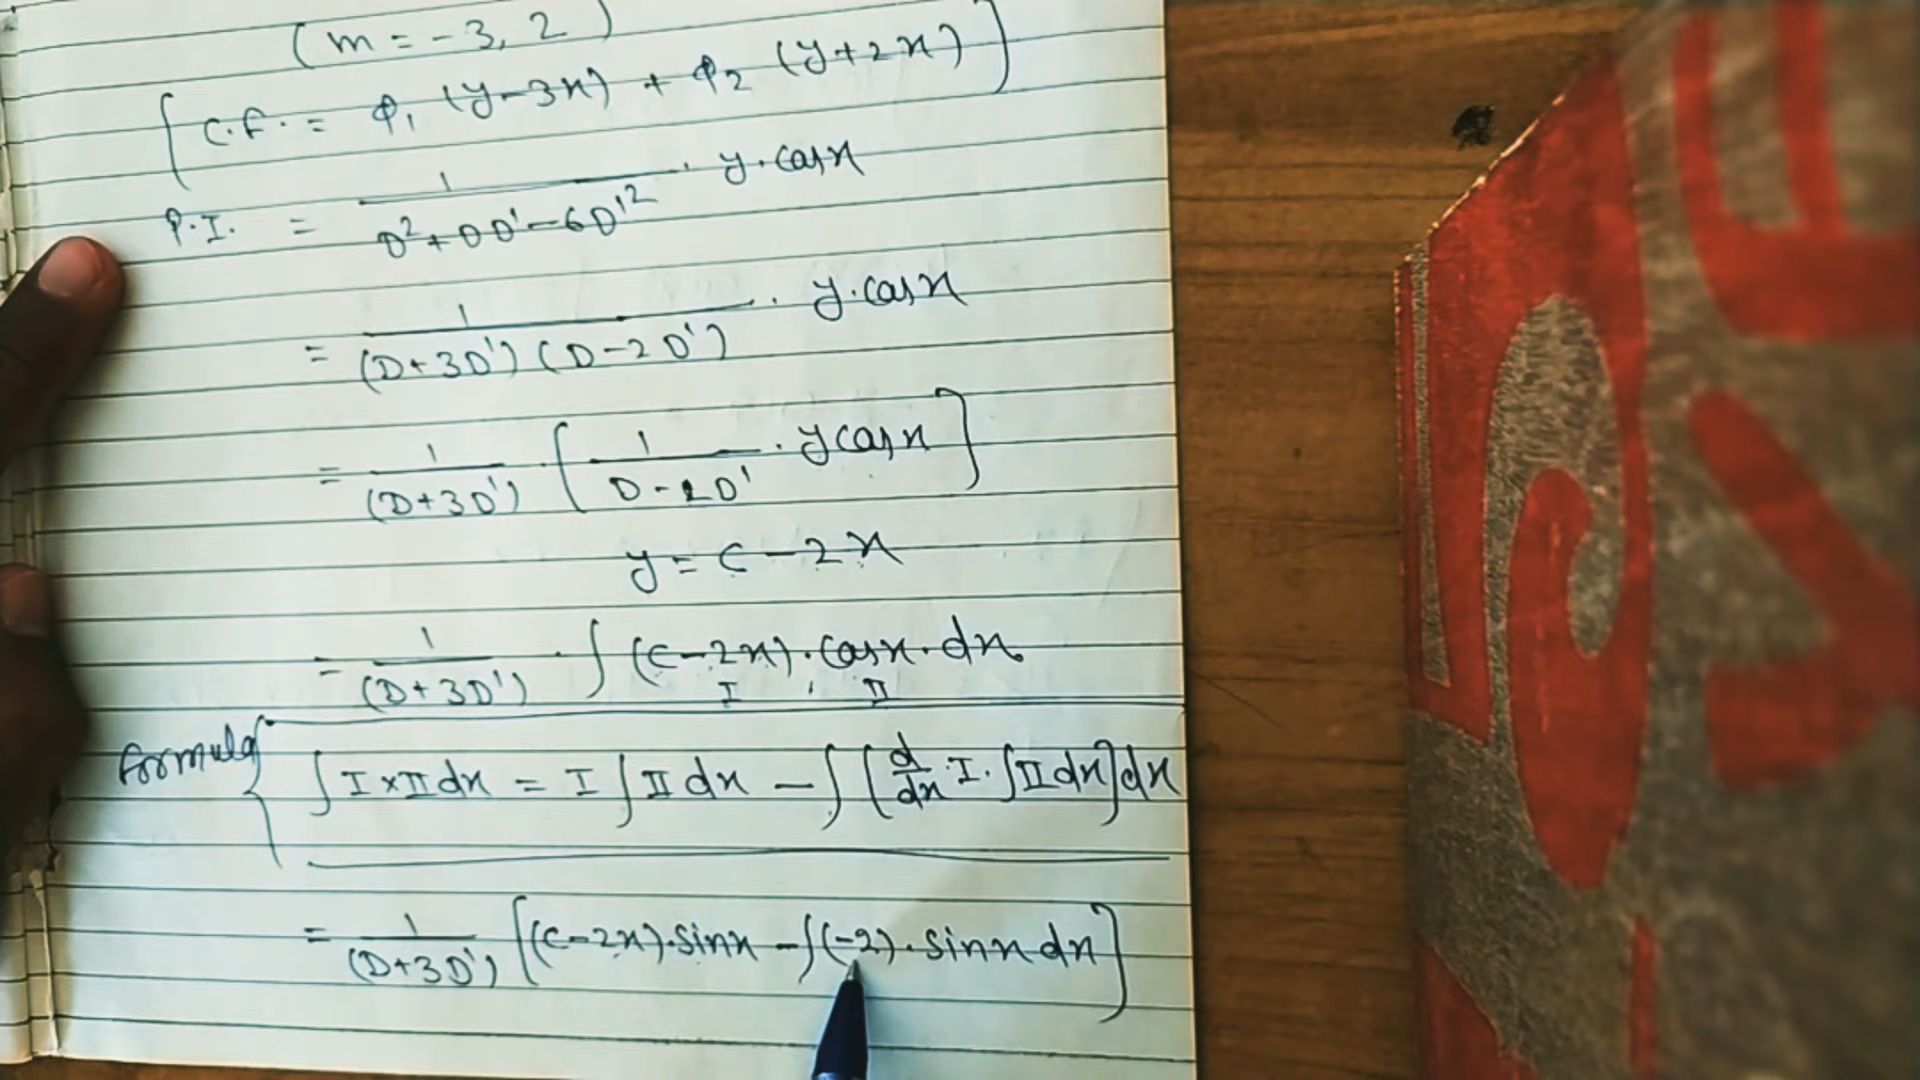 (m = -3, 2)
[C.F. = φ₁ (y-3x) + φ₂ (y+2x)]
P.I. = 1/(D²+DD'-6D'²) . y.cosx
= 1/((D+3D')(D-2D')) . y.cosx
= 1/(D+3D') . [1/(D-2D') . ycosx]
y = c - 2x
= 1/(D+3D') . ∫(c-2x).cosx.dx
I , II
formula { ∫ I x II dx = I ∫ II dx - ∫ [d/dx I . ∫ II dx] dx
= 1/(D+3D') [(c-2x).sinx - ∫(-2).sinx dx]